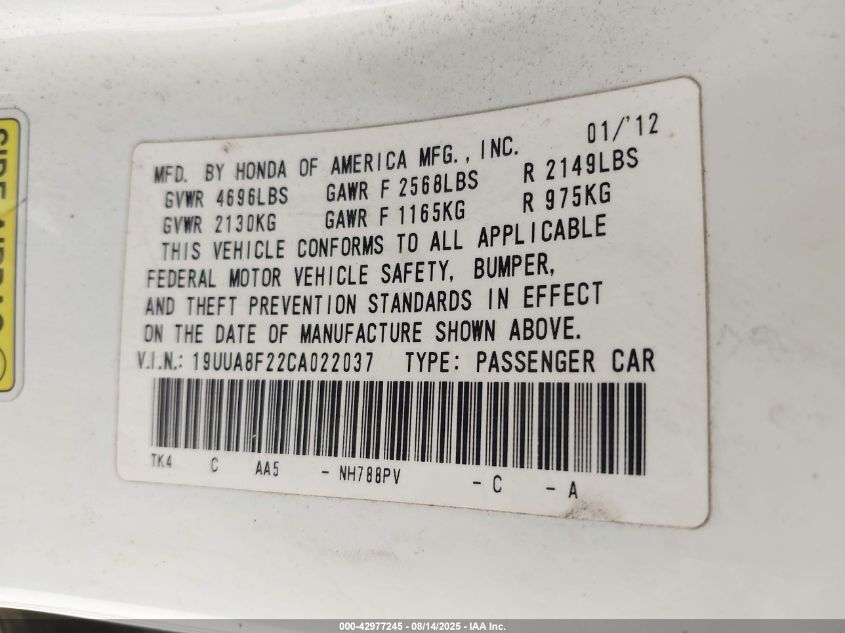 01/'12
MFD. BY HONDA OF AMERICA MFG., INC.
GVWR 4696LBS GAWR F 2568LBS R 2149LBS
GVWR 2130KG GAWR F 1165KG R 975KG
THIS VEHICLE CONFORMS TO ALL APPLICABLE
FEDERAL MOTOR VEHICLE SAFETY, BUMPER,
AND THEFT PREVENTION STANDARDS IN EFFECT
ON THE DATE OF MANUFACTURE SHOWN ABOVE.
V.I.N.: 19UUA8F22CA022037 TYPE: PASSENGER CAR
TK4 C AA5 - NH788PV - C - A
SIDE AIRBAG
000-42977245 - 08/14/2025 - IAA Inc.